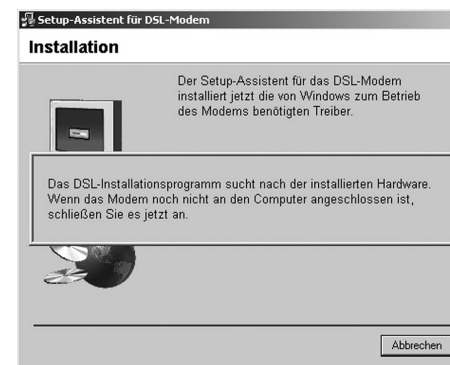 Setup-Assistent für DSL-Modem
Installation
Der Setup-Assistent für das DSL-Modem
installiert jetzt die von Windows zum Betrieb
des Modems benötigten Treiber.
Das DSL-Installationsprogramm sucht nach der installierten Hardware.
Wenn das Modem noch nicht an den Computer angeschlossen ist,
schließen Sie es jetzt an.
Abbrechen